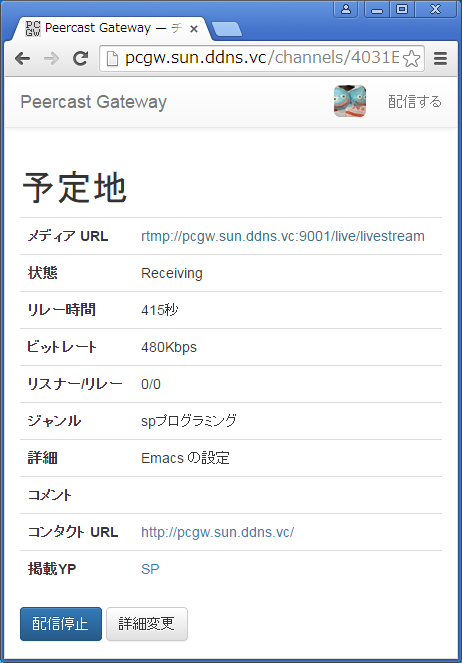 Peercast Gateway — チ
pcgw.sun.ddns.vc/channels/4031E
Peercast Gateway 配信する
予定地
メディア URL rtmp://pcgw.sun.ddns.vc:9001/live/livestream
状態 Receiving
リレー時間 415秒
ビットレート 480Kbps
リスナー/リレー 0/0
ジャンル spプログラミング
詳細 Emacs の設定
コメント
コンタクト URL http://pcgw.sun.ddns.vc/
掲載YP SP
配信停止 詳細変更